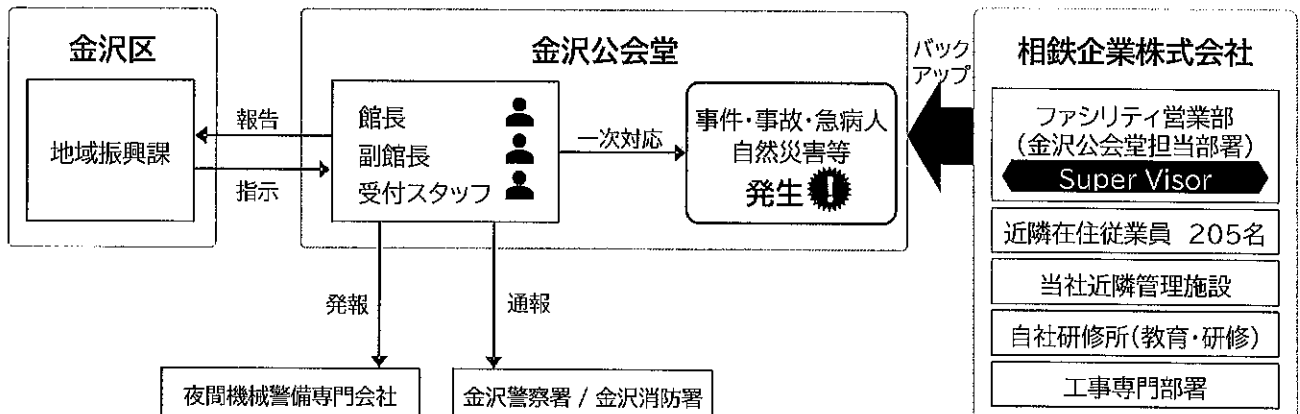 金沢区
地域振興課
報告
指示
金沢公会堂
館長
副館長
受付スタッフ
一次対応
事件・事故・急病人
自然災害等
発生!
発報
通報
夜間機械警備専門会社
金沢警察署 / 金沢消防署
バック
アップ
相鉄企業株式会社
ファシリティ営業部
(金沢公会堂担当部署)
Super Visor
近隣在住従業員 205名
当社近隣管理施設
自社研修所(教育・研修)
工事専門部署